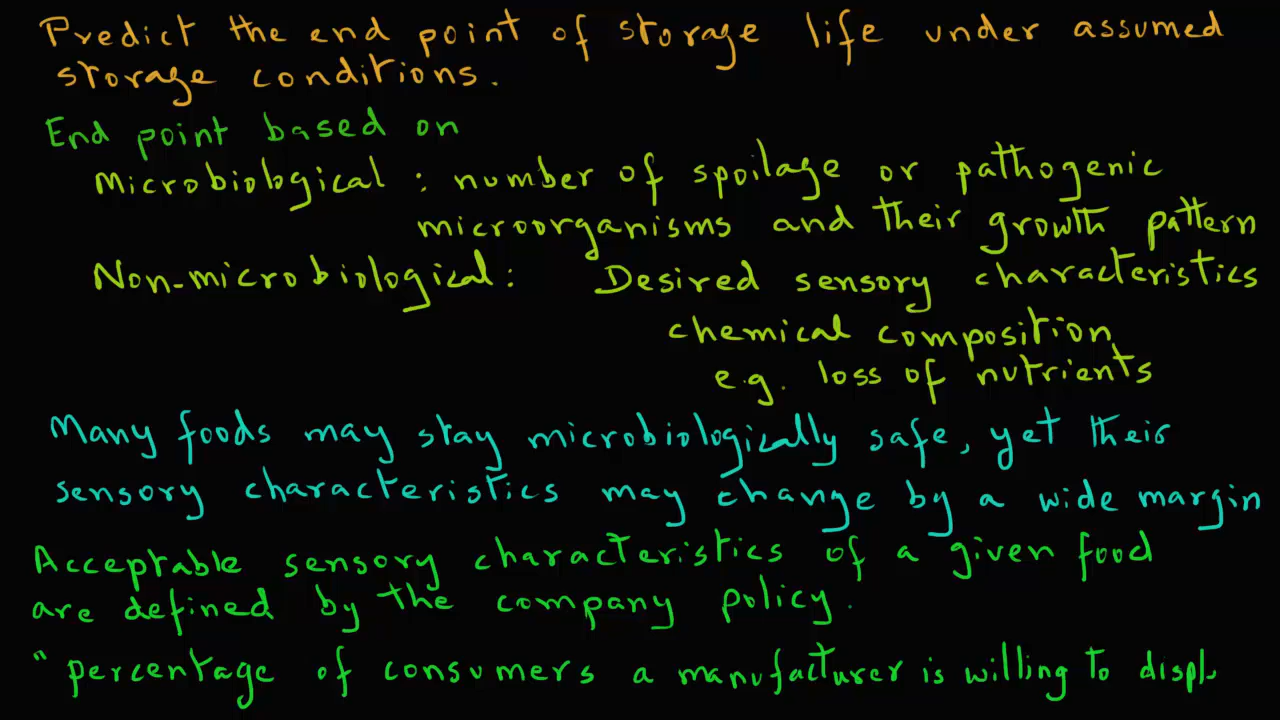 Predict the end point of storage life under assumed
storage conditions.
End point based on
Microbiological : number of spoilage or pathogenic
microorganisms and their growth pattern
Non-microbiological : Desired sensory characteristics
chemical composition
e.g. loss of nutrients
Many foods may stay microbiologically safe, yet their
sensory characteristics may change by a wide margin
Acceptable sensory characteristics of a given food
are defined by the company policy.
" percentage of consumers a manufacturer is willing to displ